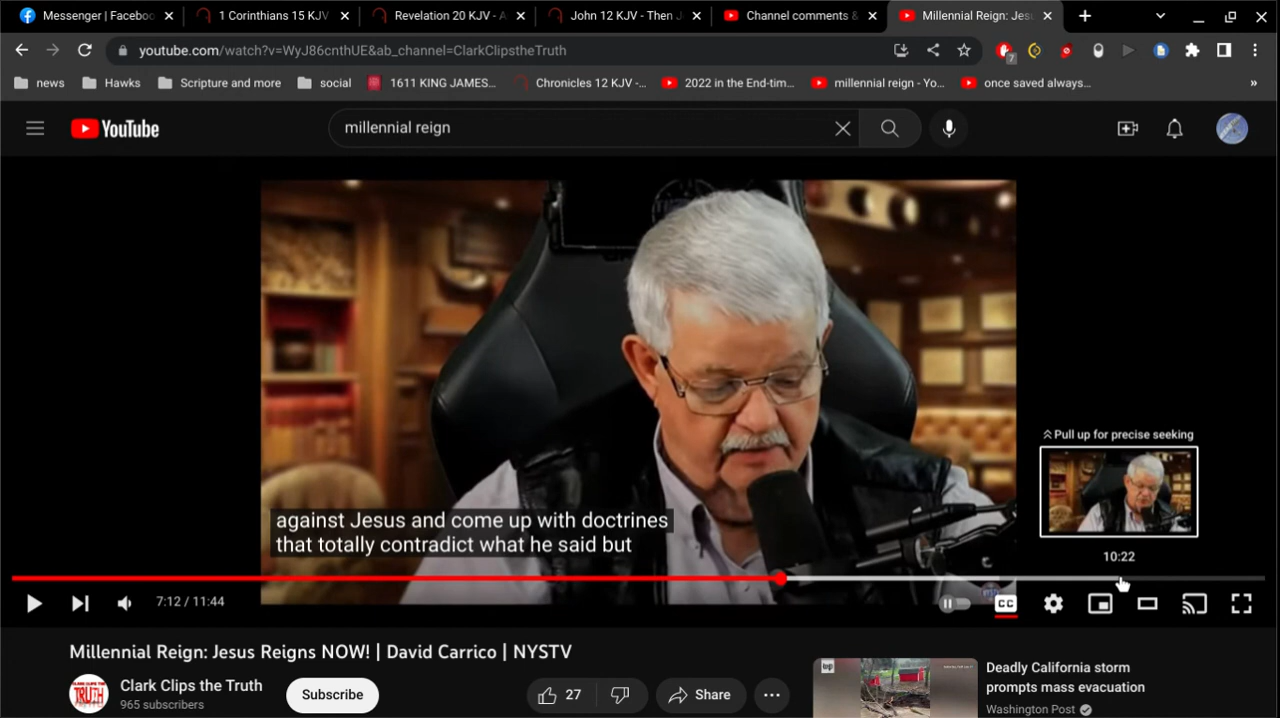 Messenger | Faceboo
1 Corinthians 15 KJV
Revelation 20 KJV - A
John 12 KJV - Then J
Channel comments &
Millennial Reign: Jesu
youtube.com/watch?v=WyJ86cnthUE&ab_channel=ClarkClipstheTruth
7
news
Hawks
Scripture and more
social
1611 KING JAMES...
Chronicles 12 KJV -...
2022 in the End-tim...
millennial reign - Yo...
once saved always...
»
YouTube
millennial reign
against Jesus and come up with doctrines
that totally contradict what he said but
Pull up for precise seeking
10:22
7:12 / 11:44
CC
Millennial Reign: Jesus Reigns NOW! | David Carrico | NYSTV
TRUTH
Clark Clips the Truth
965 subscribers
Subscribe
27
Share
Deadly California storm
prompts mass evacuation
Washington Post